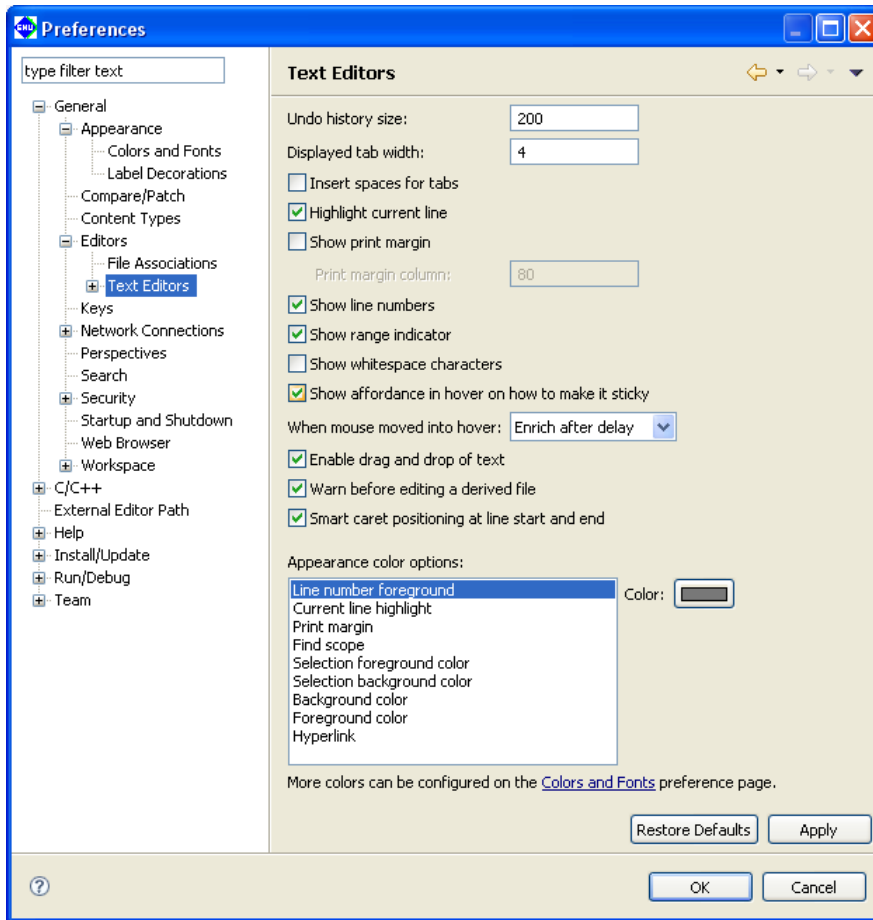 Preferences
type filter text
General
Appearance
Colors and Fonts
Label Decorations
Compare/Patch
Content Types
Editors
File Associations
Text Editors
Keys
Network Connections
Perspectives
Search
Security
Startup and Shutdown
Web Browser
Workspace
C/C++
External Editor Path
Help
Install/Update
Run/Debug
Team
Text Editors
Undo history size: 200
Displayed tab width: 4
Insert spaces for tabs
Highlight current line
Show print margin
Print margin column: 80
Show line numbers
Show range indicator
Show whitespace characters
Show affordance in hover on how to make it sticky
When mouse moved into hover: Enrich after delay
Enable drag and drop of text
Warn before editing a derived file
Smart caret positioning at line start and end
Appearance color options:
Line number foreground
Current line highlight
Print margin
Find scope
Selection foreground color
Selection background color
Background color
Foreground color
Hyperlink
Color:
More colors can be configured on the Colors and Fonts preference page.
Restore Defaults Apply
? OK Cancel